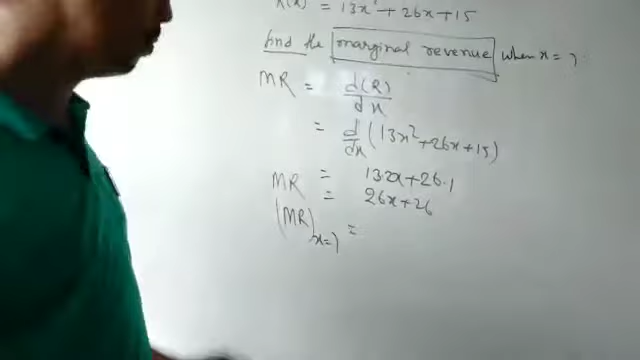 R(x) = 13x² + 26x + 15
find the marginal revenue when x = 7
MR = d(R)/dx
= d/dx (13x² + 26x + 15)
MR = 13·2x + 26·1
= 26x + 26
(MR)x=7 =